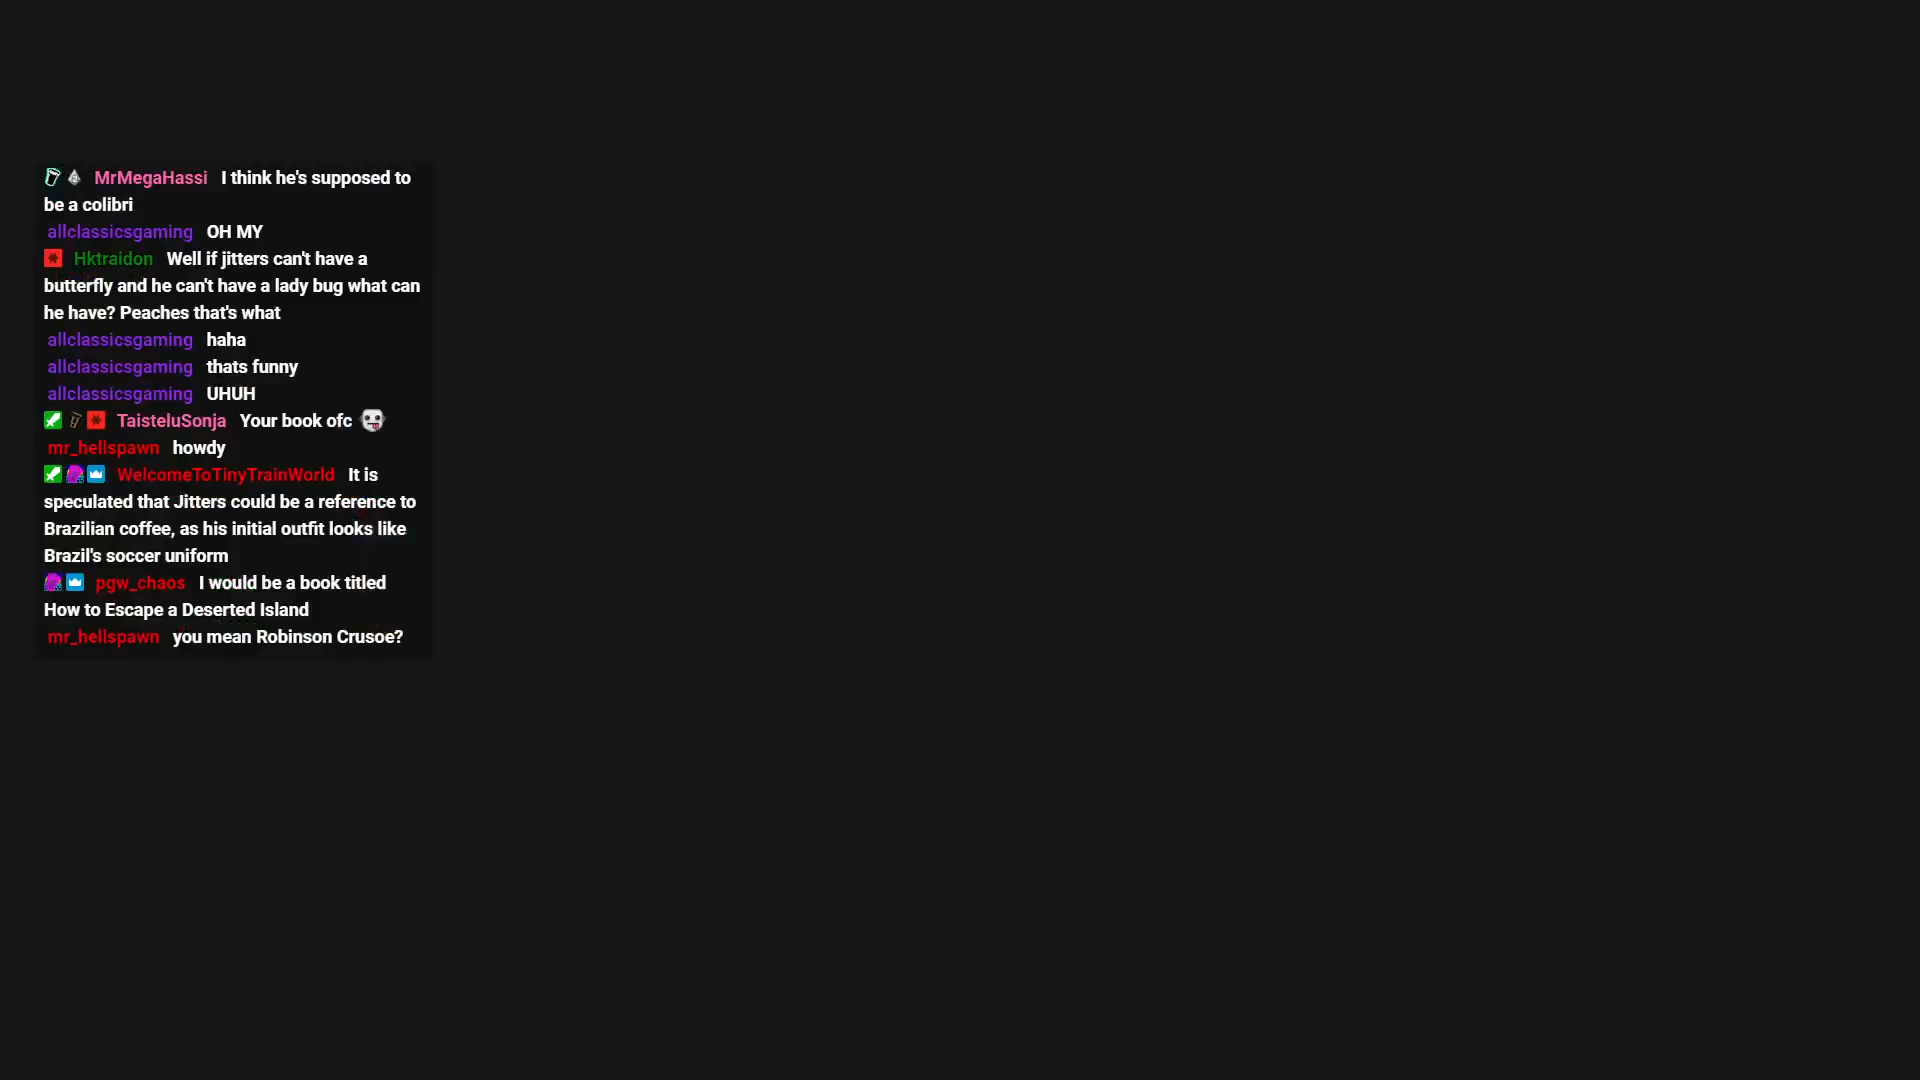 MrMegaHassi I think he's supposed to
be a colibri
allclassicsgaming OH MY
Hktraidon Well if jitters can't have a
butterfly and he can't have a lady bug what can
he have? Peaches that's what
allclassicsgaming haha
allclassicsgaming thats funny
allclassicsgaming UHUH
TaisteluSonja Your book ofc
mr_hellspawn howdy
WelcomeToTinyTrainWorld It is
speculated that Jitters could be a reference to
Brazilian coffee, as his initial outfit looks like
Brazil's soccer uniform
pgw_chaos I would be a book titled
How to Escape a Deserted Island
mr_hellspawn you mean Robinson Crusoe?